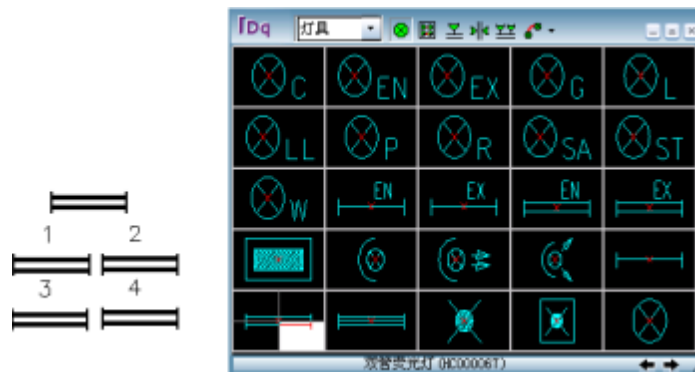 TDq 灯具
C EN EX G L
LL P R SA ST
W EN EX EN EX
1 2
3 4
双管荧光灯 (HC00006T)